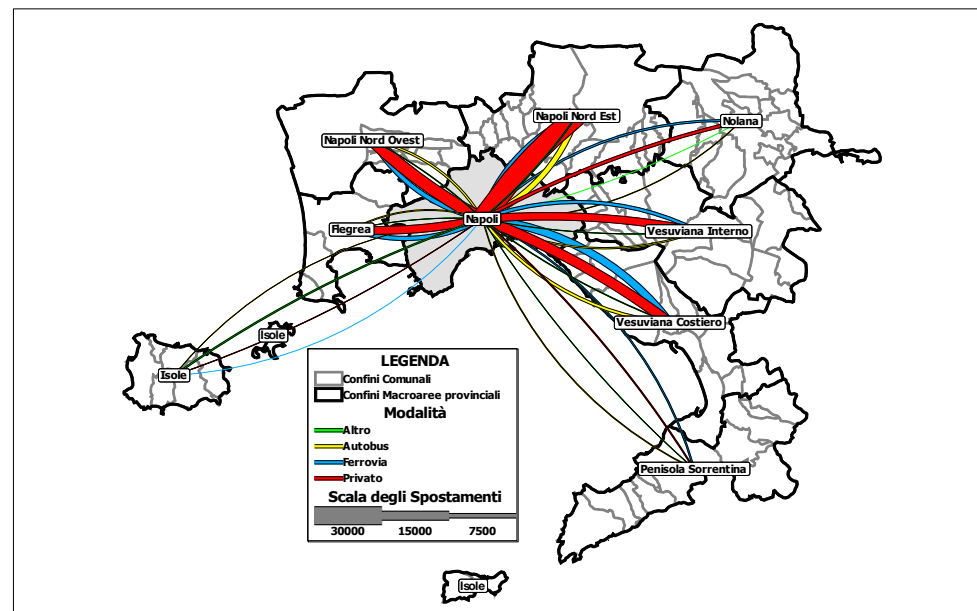 Napoli Nord Est
Nolana
Napoli Nord Ovest
Napoli
Flegrea
Vesuviana Interno
Vesuviana Costiero
Isole
Isole
LEGENDA
Confini Comunali
Confini Macroaree provinciali
Modalità
Altro
Autobus
Ferrovia
Privato
Scala degli Spostamenti
30000 15000 7500
Penisola Sorrentina
Isole